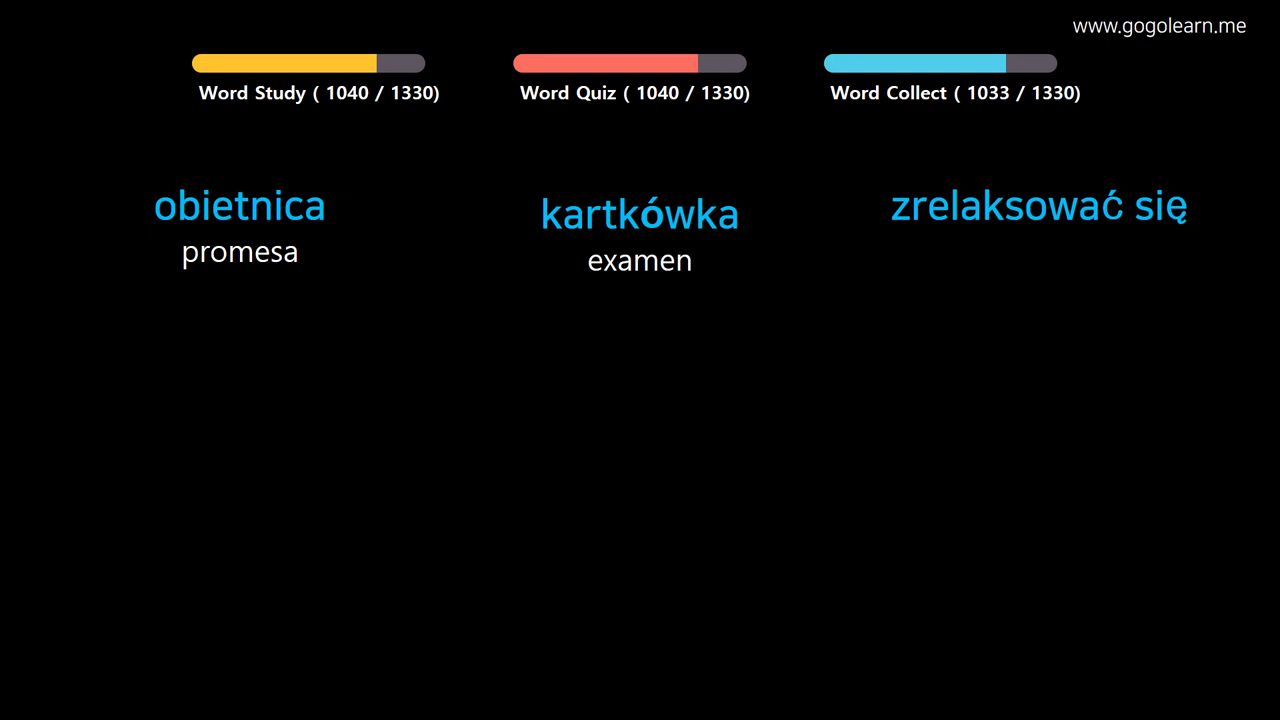 www.gogolearn.me
Word Study ( 1040 / 1330)
Word Quiz ( 1040 / 1330)
Word Collect ( 1033 / 1330)
obietnica
promesa
kartkówka
examen
zrelaksować się